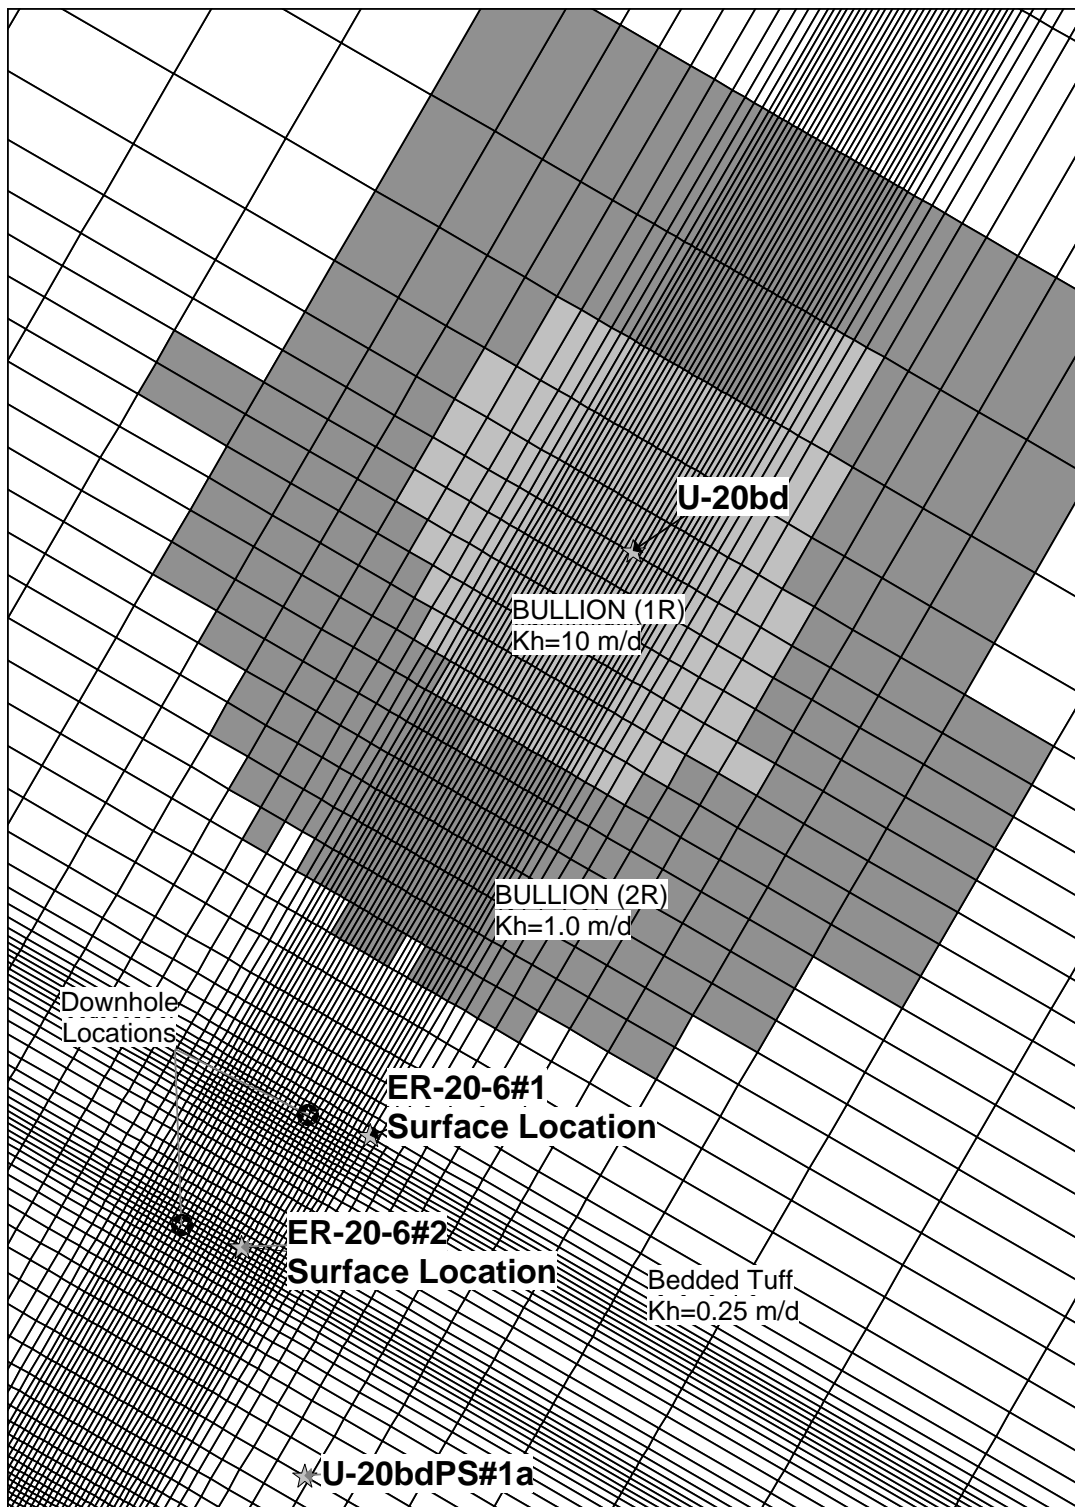 U-20bd
BULLION (1R)
Kh=10 m/d
BULLION (2R)
Kh=1.0 m/d
Downhole
Locations
ER-20-6#1
Surface Location
ER-20-6#2
Surface Location
Bedded Tuff
Kh=0.25 m/d
U-20bdPS#1a